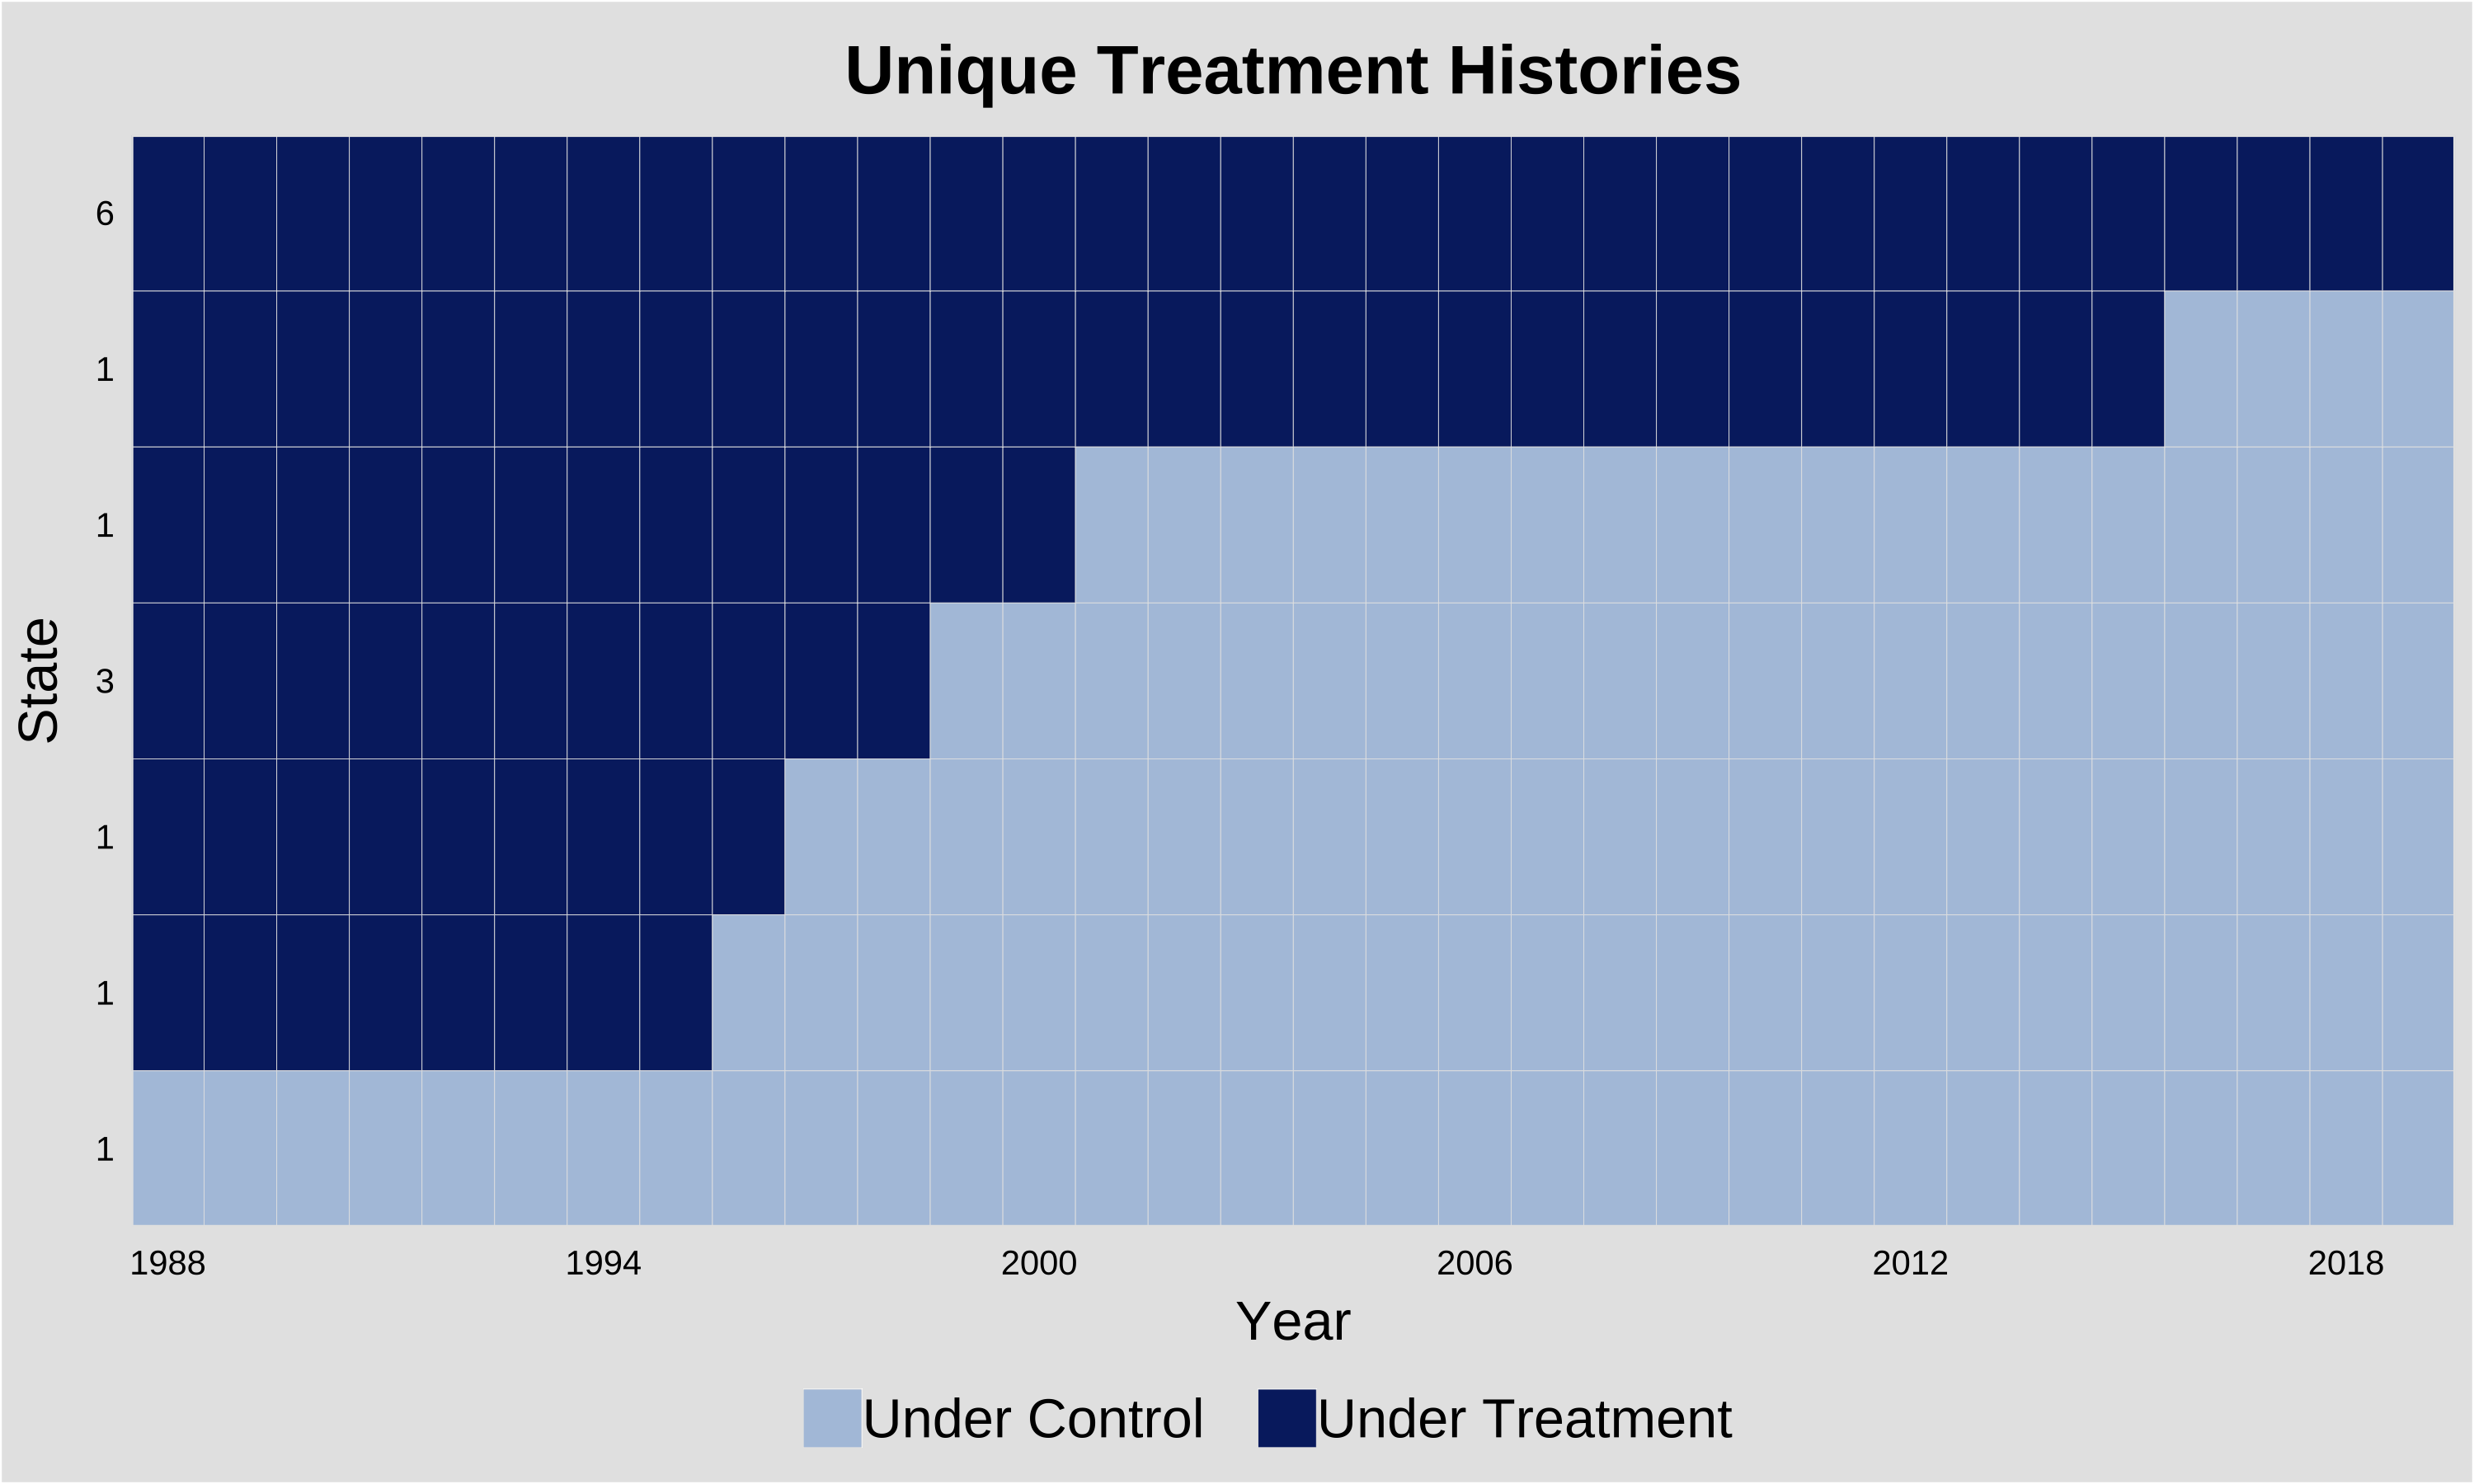 Unique Treatment Histories
State
6
1
1
3
1
1
1
1988 1994 2000 2006 2012 2018
Year
Under Control Under Treatment